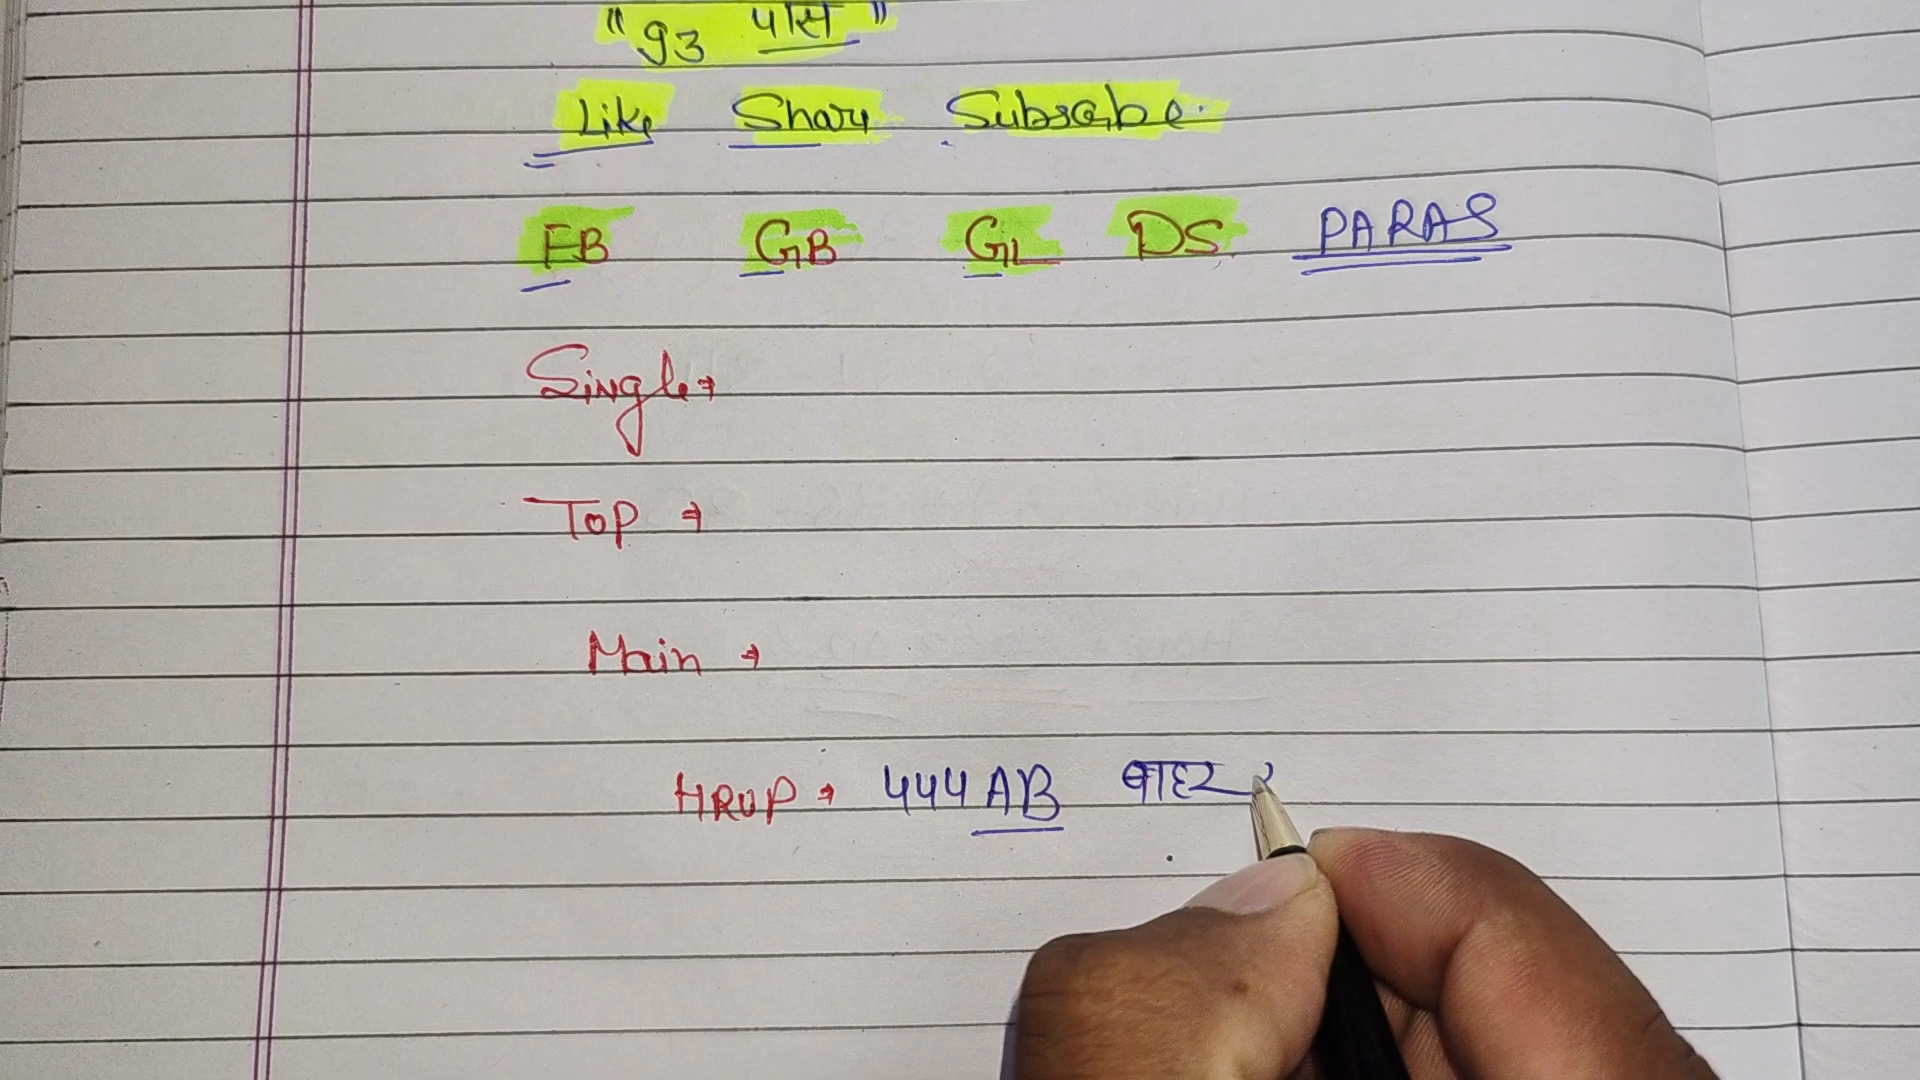 " 93 पास "
Like Share Subscribe.
FB GB GL DS PARAS
Single⇒
Top ⇒
Main ⇒
HRUP ⇒ 444 AB बाहर